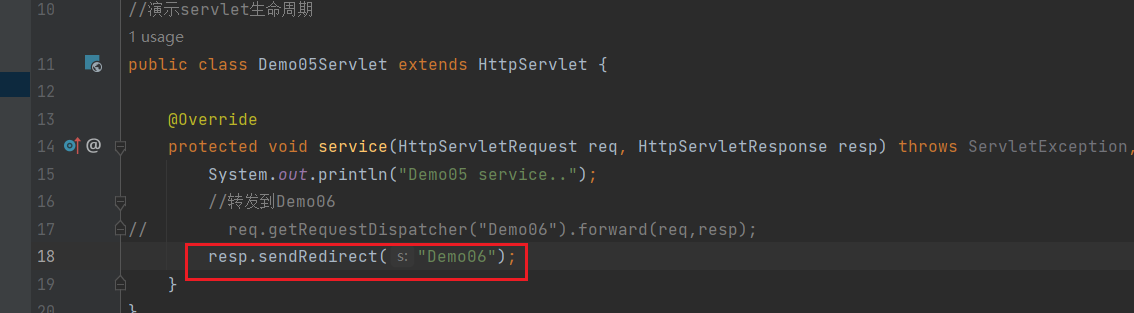 10 //演示servlet生命周期
1 usage
11 public class Demo05Servlet extends HttpServlet {
12
13 @Override
14 @ protected void service(HttpServletRequest req, HttpServletResponse resp) throws ServletException,
15 System.out.println("Demo05 service..");
16 //转发到Demo06
17 // req.getRequestDispatcher("Demo06").forward(req,resp);
18 resp.sendRedirect( s: "Demo06");
19 }
20 }